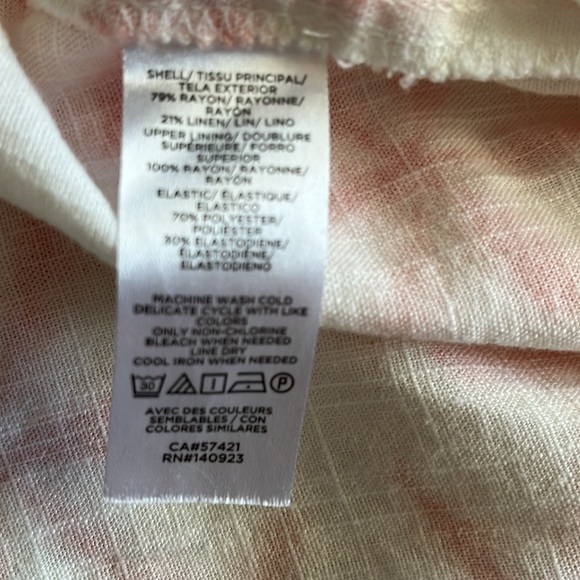 SHELL/ TISSU PRINCIPAL/
TELA EXTERIOR
79% RAYON/ RAYONNE/
RAYÓN
21% LINEN/ LIN/ LINO
UPPER LINING/ DOUBLURE
SUPÉRIEURE/ FORRO
SUPERIOR
100% RAYON/ RAYONNE/
RAYÓN
ELASTIC/ ÉLASTIQUE/
ELÁSTICO
70% POLYESTER/
POLIÉSTER
30% ELASTODIENE/
ÉLASTODIÈNE/
ELASTODIENO
MACHINE WASH COLD
DELICATE CYCLE WITH LIKE
COLORS
ONLY NON-CHLORINE
BLEACH WHEN NEEDED
LINE DRY
COOL IRON WHEN NEEDED
30 P
AVEC DES COULEURS
SEMBLABLES / CON
COLORES SIMILARES
CA#57421
RN#140923